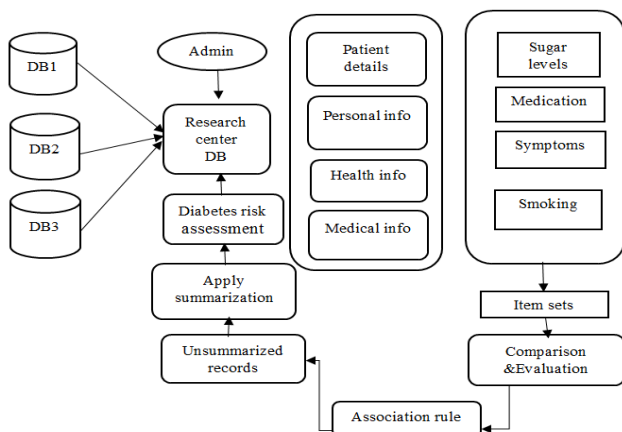 DB1
DB2
DB3
Admin
Research
center
DB
Diabetes risk
assessment
Apply
summarization
Unsummarized
records
Patient
details
Personal info
Health info
Medical info
Sugar
levels
Medication
Symptoms
Smoking
Item sets
Comparison
&Evaluation
Association rule